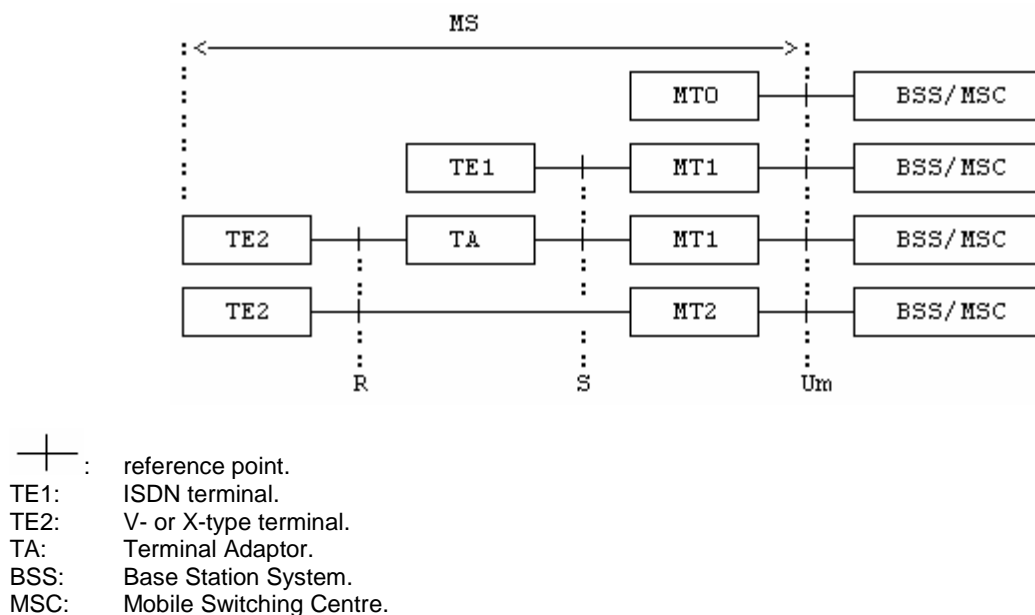 MS
MT0 BSS/MSC
TE1 MT1 BSS/MSC
TE2 TA MT1 BSS/MSC
TE2 MT2 BSS/MSC
R S Um
: reference point.
TE1: ISDN terminal.
TE2: V- or X-type terminal.
TA: Terminal Adaptor.
BSS: Base Station System.
MSC: Mobile Switching Centre.